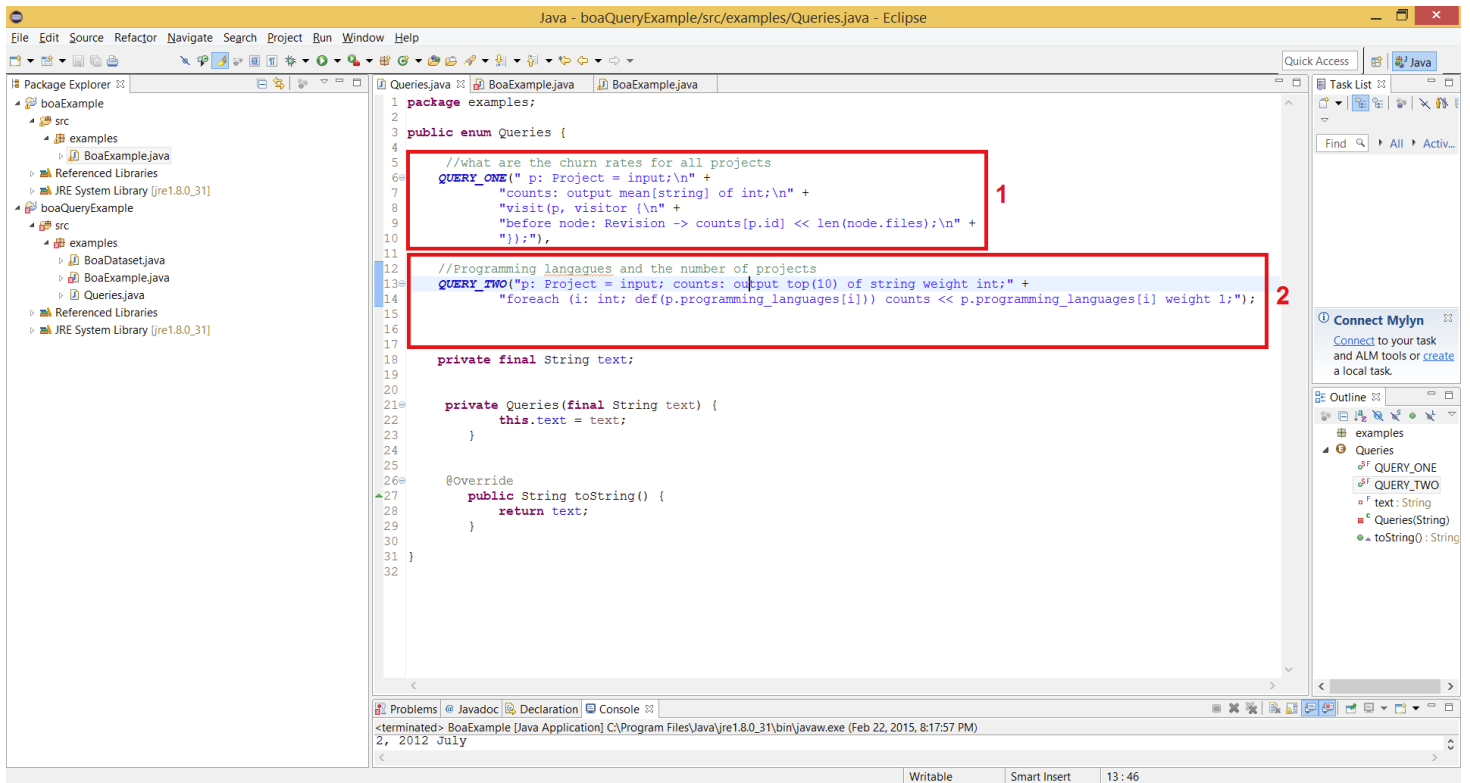 Java - boaQueryExample/src/examples/Queries.java - Eclipse
File Edit Source Refactor Navigate Search Project Run Window Help
Quick Access Java
Package Explorer
boaExample
src
examples
BoaExample.java
Referenced Libraries
JRE System Library [jre1.8.0_31]
boaQueryExample
src
examples
BoaDataset.java
BoaExample.java
Queries.java
Referenced Libraries
JRE System Library [jre1.8.0_31]
Queries.java BoaExample.java BoaExample.java
1 package examples;
2
3 public enum Queries {
4
5 //what are the churn rates for all projects
6 QUERY_ONE(" p: Project = input;\n" +
7 "counts: output mean[string] of int;\n" +
8 "visit(p, visitor {\n" +
9 "before node: Revision -> counts[p.id] << len(node.files);\n" +
10 "});"),
11
12 //Programming langagues and the number of projects
13 QUERY_TWO("p: Project = input; counts: output top(10) of string weight int;" +
14 "foreach (i: int; def(p.programming_languages[i])) counts << p.programming_languages[i] weight 1;");
15
16
17
18 private final String text;
19
20
21 private Queries(final String text) {
22 this.text = text;
23 }
24
25
26 @Override
27 public String toString() {
28 return text;
29 }
30
31 }
32
1
2
Task List
Find All Activ...
Connect Mylyn
Connect to your task
and ALM tools or create
a local task.
Outline
examples
Queries
QUERY_ONE
QUERY_TWO
text : String
Queries(String)
toString() : String
Problems @ Javadoc Declaration Console
<terminated> BoaExample [Java Application] C:\Program Files\Java\jre1.8.0_31\bin\javaw.exe (Feb 22, 2015, 8:17:57 PM)
2, 2012 July
Writable Smart Insert 13 : 46